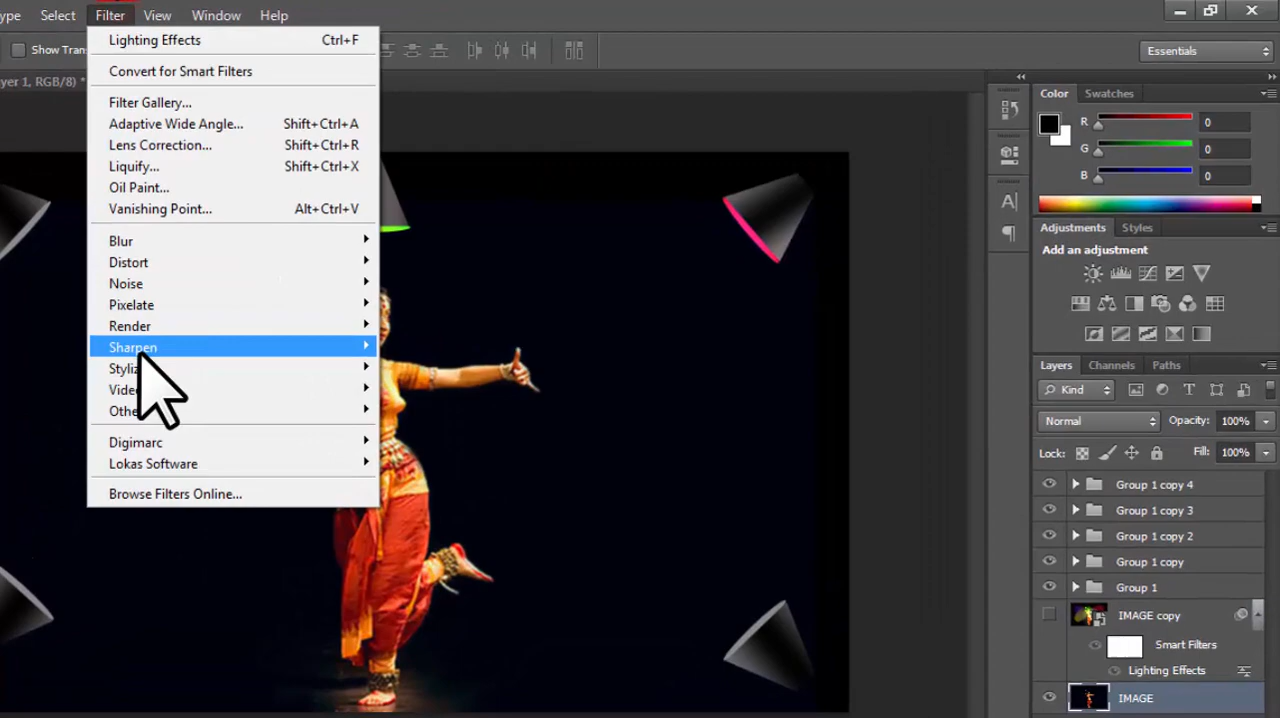 ype Select Filter View Window Help
Lighting Effects Ctrl+F
Show Tran
Essentials
Convert for Smart Filters
ayer 1, RGB/8) *
Color Swatches
Filter Gallery...
Adaptive Wide Angle... Shift+Ctrl+A
R 0
Lens Correction... Shift+Ctrl+R
G 0
Liquify... Shift+Ctrl+X
B 0
Oil Paint...
Vanishing Point... Alt+Ctrl+V
A
Adjustments Styles
Blur
Add an adjustment
Distort
Noise
Pixelate
Render
Sharpen
Layers Channels Paths
Styliz
Kind T
Video
Othe
Normal Opacity: 100%
Digimarc
Lock: Fill: 100%
Lokas Software
Group 1 copy 4
Browse Filters Online...
Group 1 copy 3
Group 1 copy 2
Group 1 copy
Group 1
IMAGE copy
Smart Filters
Lighting Effects
IMAGE